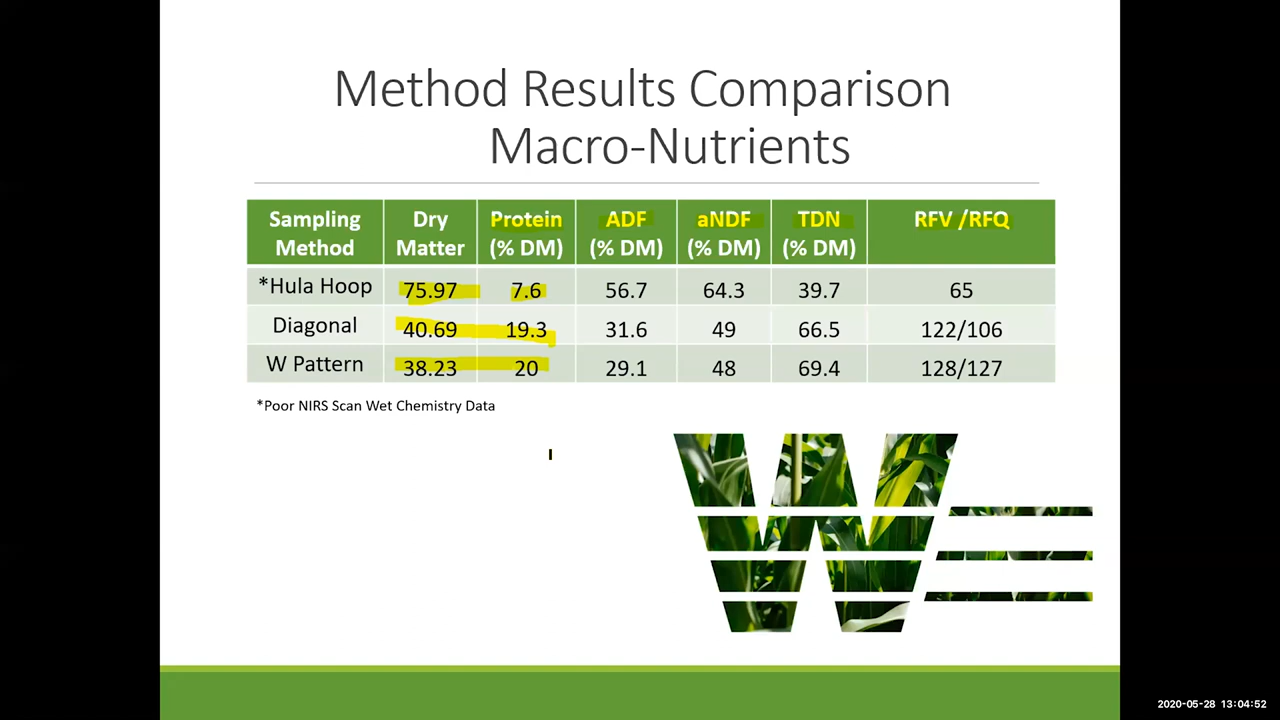 Method Results Comparison
Macro-Nutrients
Sampling Method Dry Matter Protein (% DM) ADF (% DM) aNDF (% DM) TDN (% DM) RFV /RFQ
*Hula Hoop 75.97 7.6 56.7 64.3 39.7 65
Diagonal 40.69 19.3 31.6 49 66.5 122/106
W Pattern 38.23 20 29.1 48 69.4 128/127
*Poor NIRS Scan Wet Chemistry Data
W
2020-05-28 13:04:52